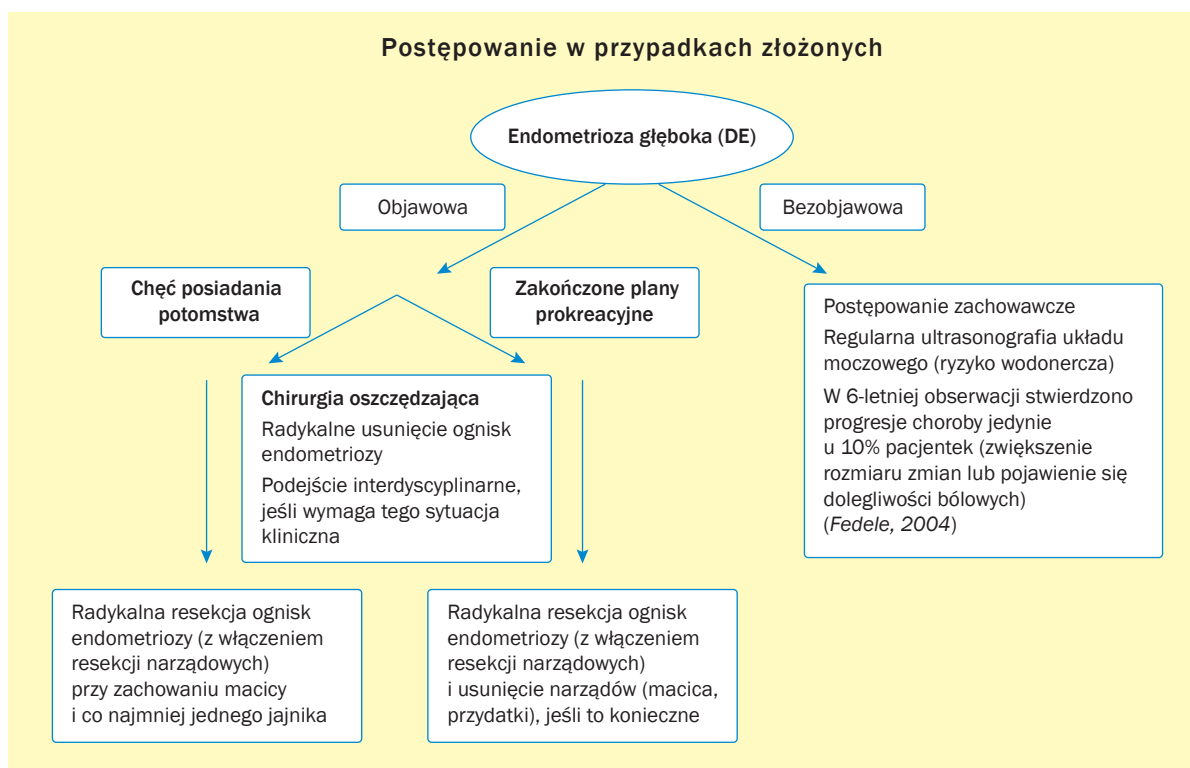 Postępowanie w przypadkach złożonych
Endometrioza głęboka (DE)
Objawowa
Bezobjawowa
Chęć posiadania
potomstwa
Zakończone plany
prokreacyjne
Postępowanie zachowawcze
Regularna ultrasonografia układu
moczowego (ryzyko wodonercza)
W 6-letniej obserwacji stwierdzono
progresje choroby jedynie
u 10% pacjentek (zwiększenie
rozmiaru zmian lub pojawienie się
dolegliwości bólowych)
(Fedele, 2004)
Chirurgia oszczędzająca
Radykalne usunięcie ognisk
endometriozy
Podejście interdyscyplinarne,
jeśli wymaga tego sytuacja
kliniczna
Radykalna resekcja ognisk
endometriozy (z włączeniem
resekcji narządowych)
przy zachowaniu macicy
i co najmniej jednego jajnika
Radykalna resekcja ognisk
endometriozy (z włączeniem
resekcji narządowych)
i usunięcie narządów (macica,
przydatki), jeśli to konieczne